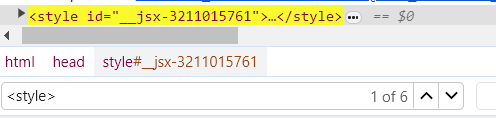 <style id="__jsx-3211015761">…</style> ••• == $0
html head style#__jsx-3211015761
<style> 1 of 6